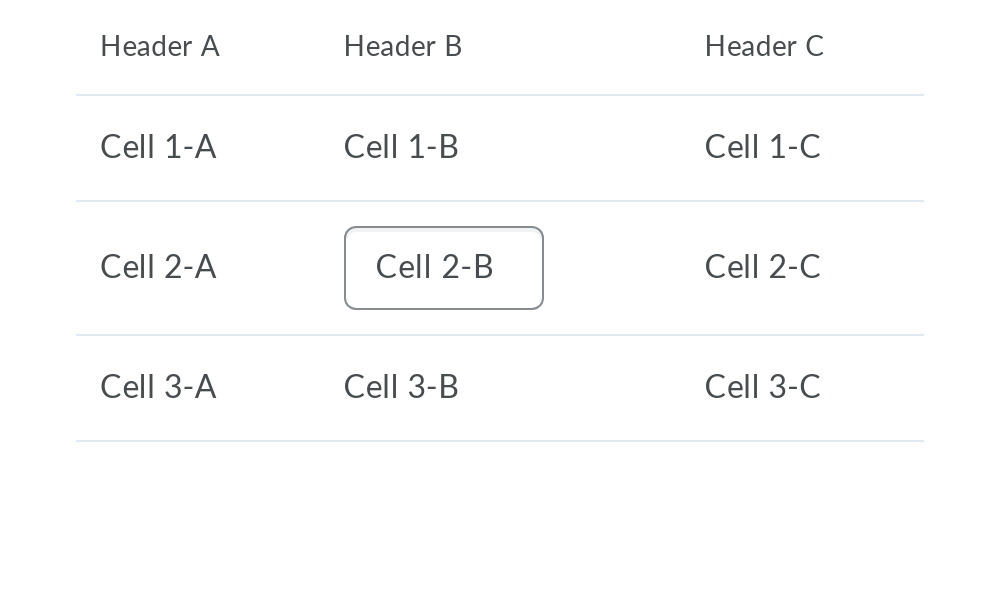 Header A Header B Header C
Cell 1-A Cell 1-B Cell 1-C
Cell 2-A Cell 2-B Cell 2-C
Cell 3-A Cell 3-B Cell 3-C